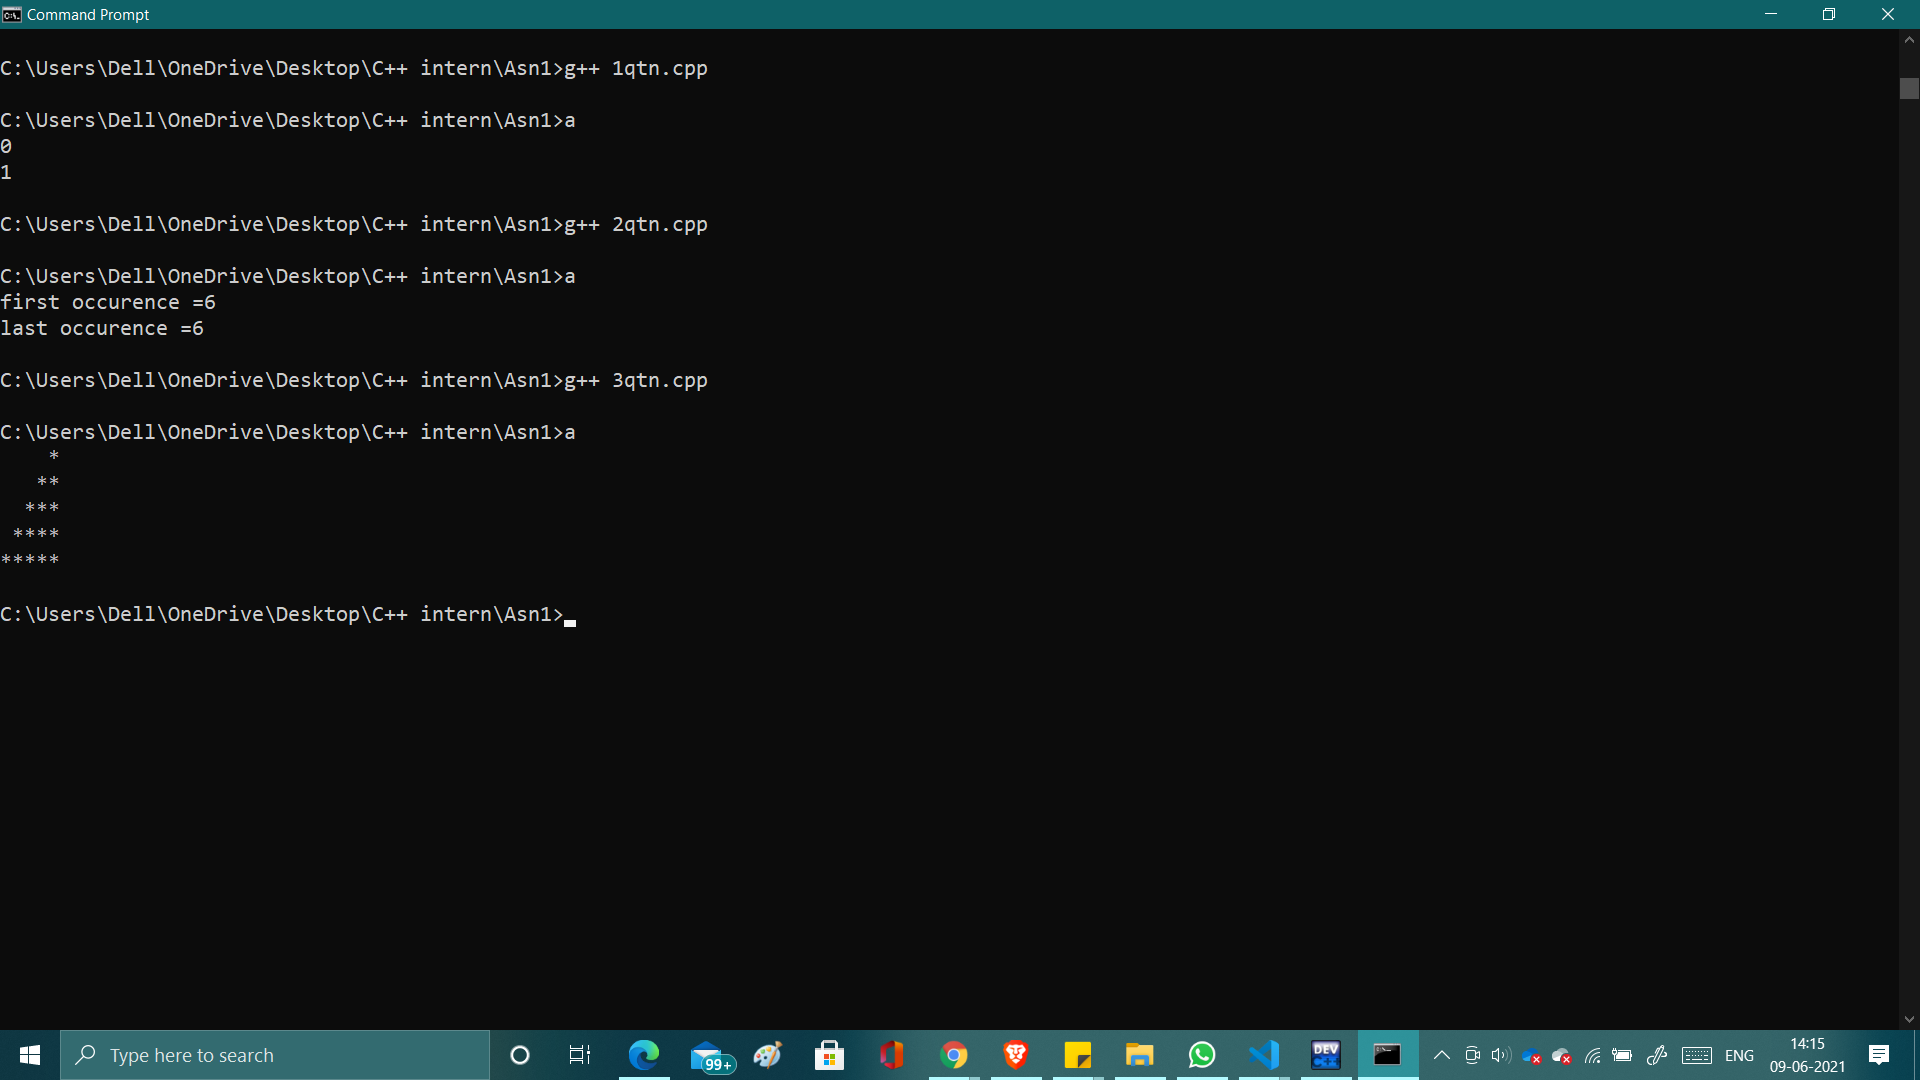 Command Prompt
C:\Users\Dell\OneDrive\Desktop\C++ intern\Asn1>g++ 1qtn.cpp
C:\Users\Dell\OneDrive\Desktop\C++ intern\Asn1>a
0
1
C:\Users\Dell\OneDrive\Desktop\C++ intern\Asn1>g++ 2qtn.cpp
C:\Users\Dell\OneDrive\Desktop\C++ intern\Asn1>a
first occurence =6
last occurence =6
C:\Users\Dell\OneDrive\Desktop\C++ intern\Asn1>g++ 3qtn.cpp
C:\Users\Dell\OneDrive\Desktop\C++ intern\Asn1>a
    *
   **
  ***
 ****
*****
C:\Users\Dell\OneDrive\Desktop\C++ intern\Asn1>
Type here to search
99+
DEV
C++
ENG
14:15
09-06-2021